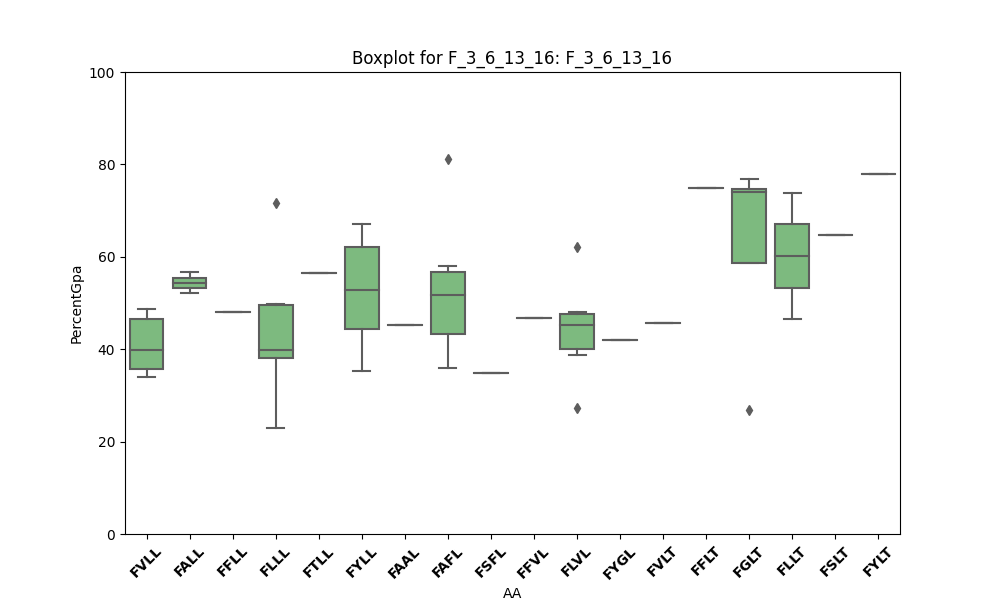 Boxplot for F_3_6_13_16: F_3_6_13_16
100
80
60
40
20
0
PercentGpa
FVLL FALL FFLL FLLL FTLL FYLL FAAL FAFL FSFL FFVL FLVL FYGL FVLT FFLT FGLT FLLT FSLT FYLT
AA